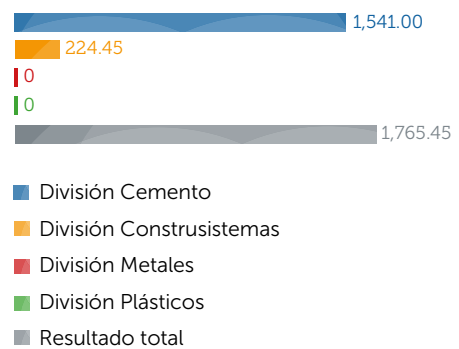 1,541.00
224.45
0
0
1,765.45
División Cemento
División Construsistemas
División Metales
División Plásticos
Resultado total